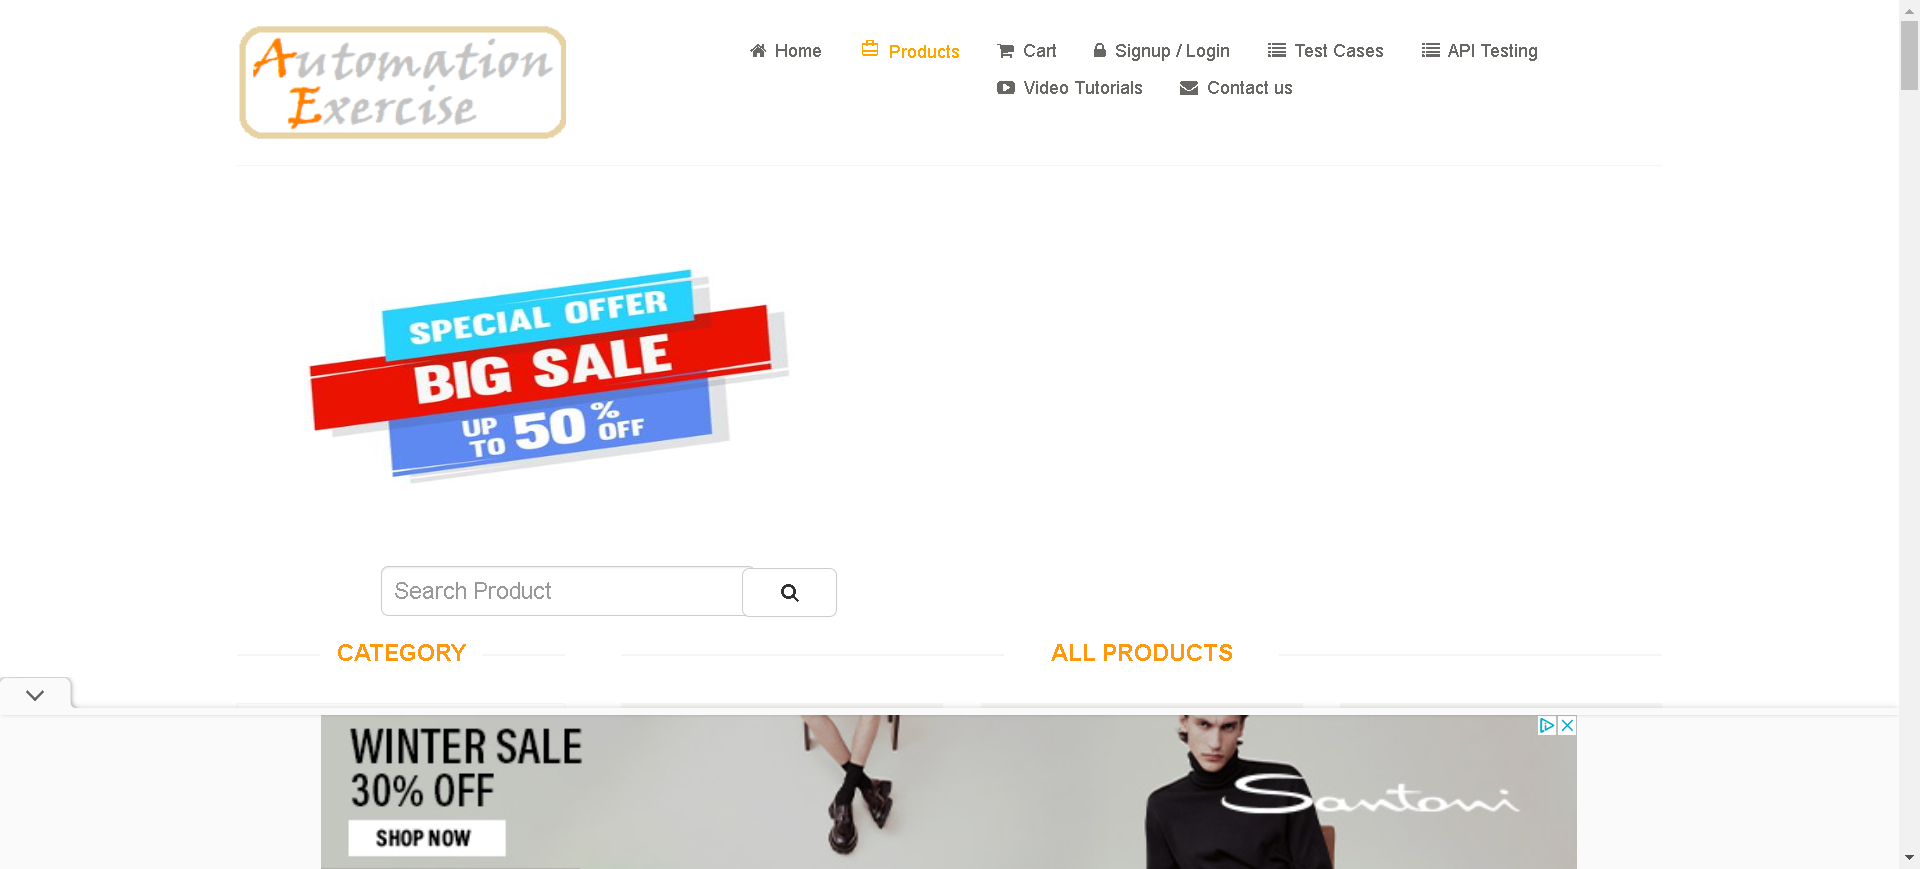 Automation
Exercise
Home
Products
Cart
Signup / Login
Test Cases
API Testing
Video Tutorials
Contact us
SPECIAL OFFER
BIG SALE
UP TO 50% OFF
Search Product
CATEGORY
ALL PRODUCTS
WINTER SALE
30% OFF
SHOP NOW
Santoni